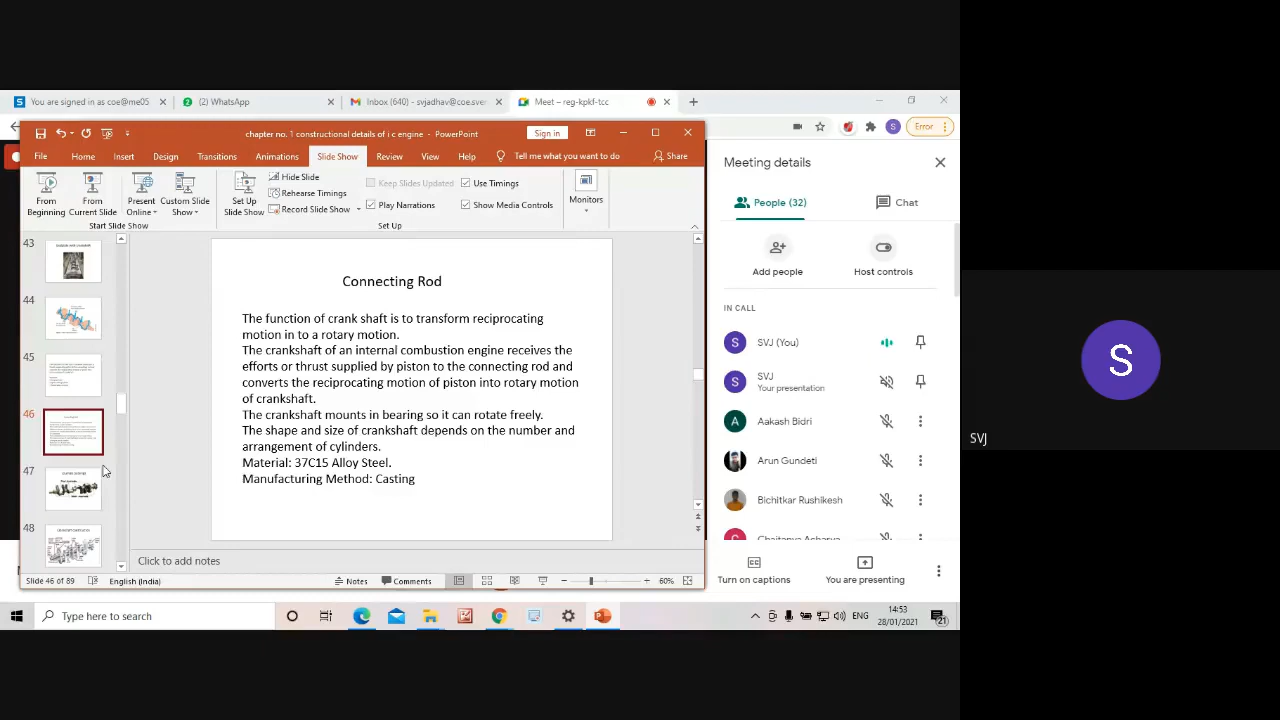 You are signed in as coe@me05
(2) WhatsApp
Inbox (640) - svjadhav@coe.sver
Meet – reg-kpkf-tcc
Error
chapter no. 1 constructional details of i c engine - PowerPoint
Sign in
File Home Insert Design Transitions Animations Slide Show Review View Help Tell me what you want to do Share
From Beginning
From Current Slide
Present Online
Custom Slide Show
Set Up Slide Show
Hide Slide
Rehearse Timings
Record Slide Show
Keep Slides Updated
Play Narrations
Use Timings
Show Media Controls
Monitors
Start Slide Show
Set Up
43
44
45
46
47
48
Connecting Rod
The function of crank shaft is to transform reciprocating
motion in to a rotary motion.
The crankshaft of an internal combustion engine receives the
efforts or thrust supplied by piston to the connecting rod and
converts the reciprocating motion of piston into rotary motion
of crankshaft.
The crankshaft mounts in bearing so it can rotate freely.
The shape and size of crankshaft depends on the number and
arrangement of cylinders.
Material: 37C15 Alloy Steel.
Manufacturing Method: Casting
Click to add notes
Slide 46 of 89 English (India) Notes Comments 60%
Meeting details
People (32)
Chat
Add people
Host controls
IN CALL
S SVJ (You)
S SVJ
Your presentation
A Aakash Bidri
Arun Gundeti
Bichitkar Rushikesh
Chaitanya Acharya
Turn on captions
You are presenting
Type here to search
ENG
14:53
28/01/2021
21
S
SVJ